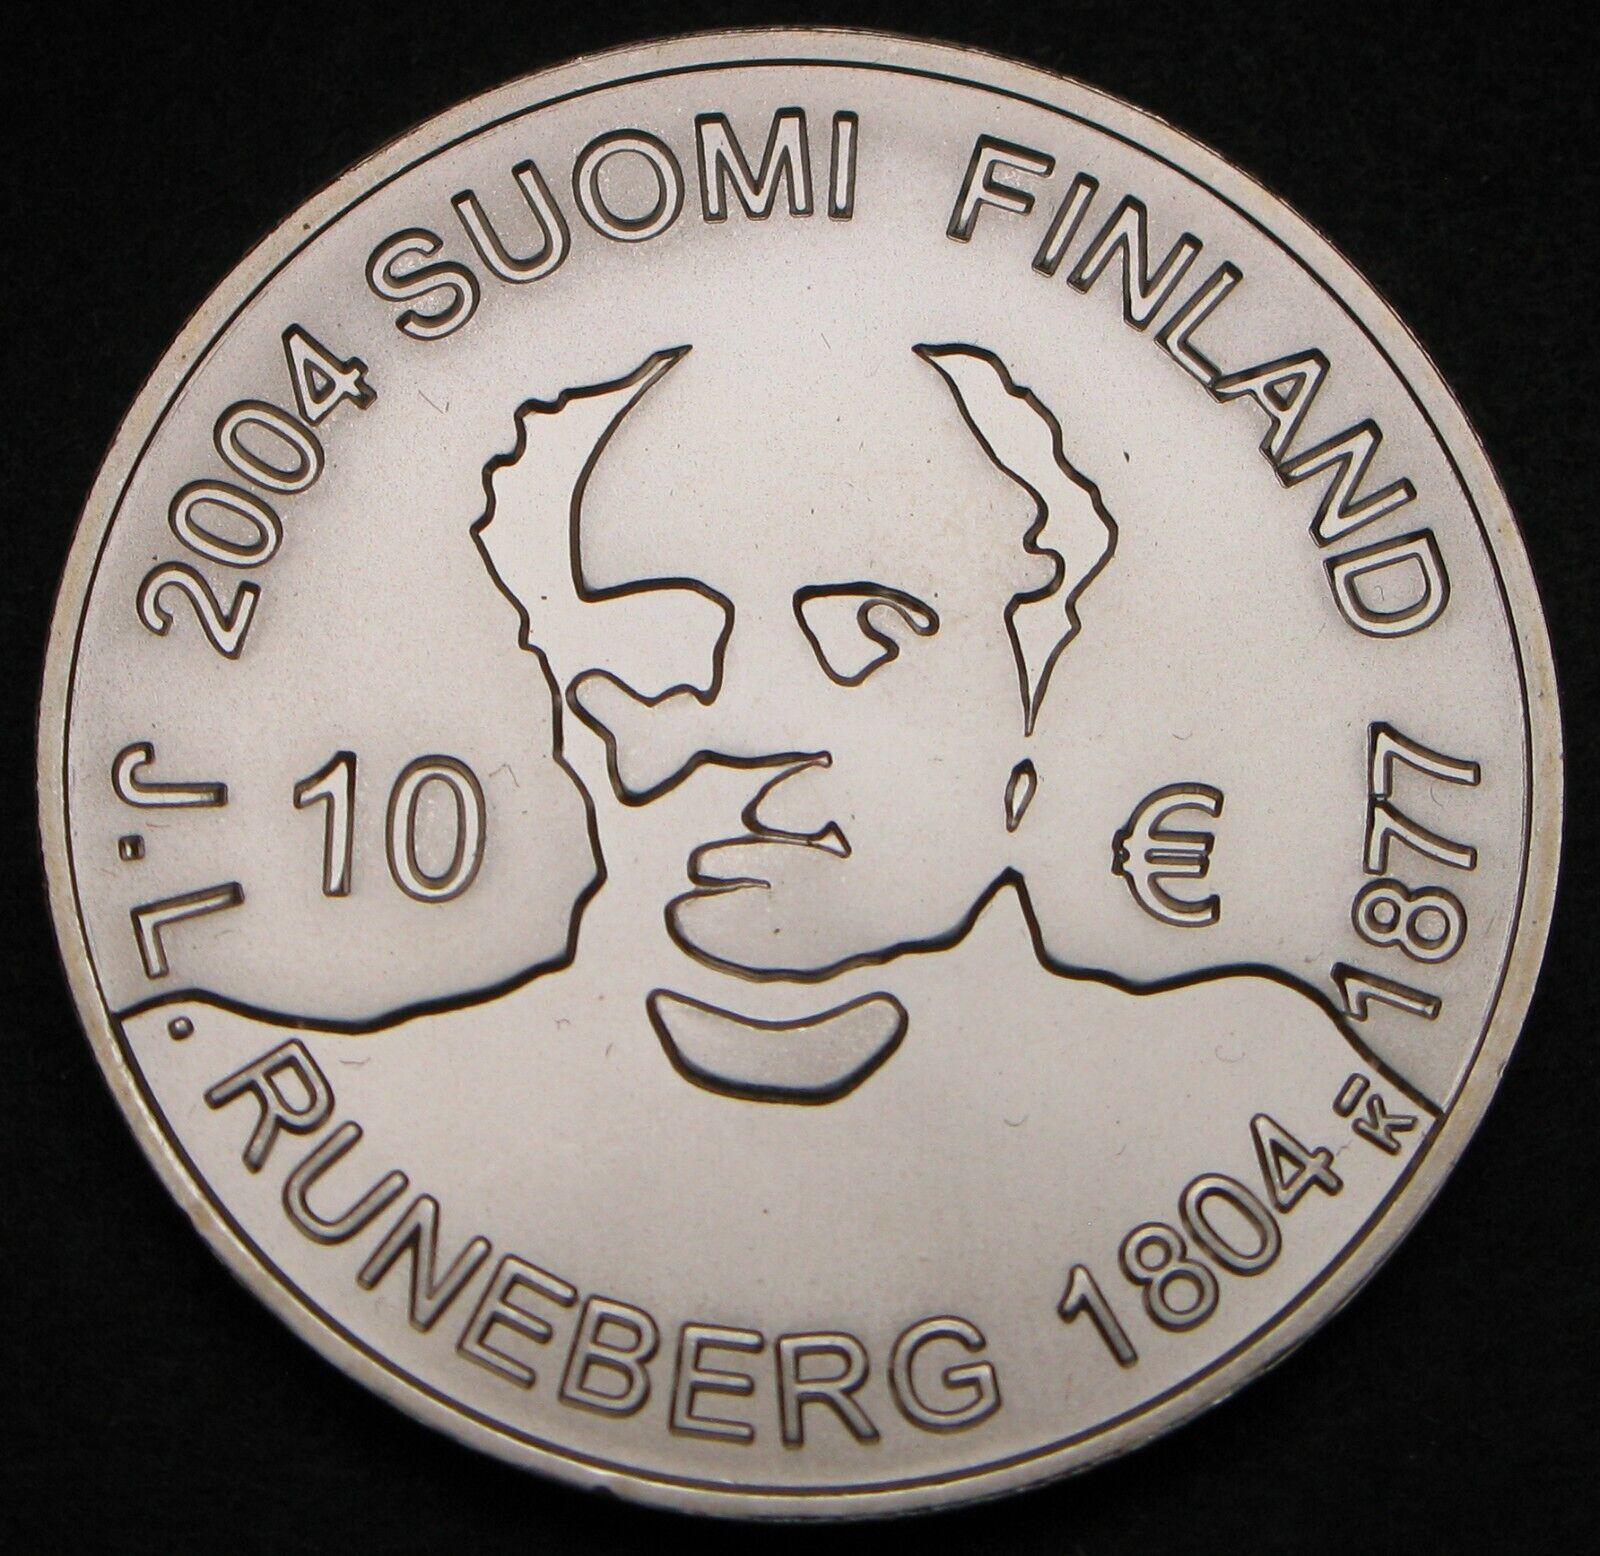 2004 SUOMI FINLAND
10 €
J.L. RUNEBERG 1804 1877
K